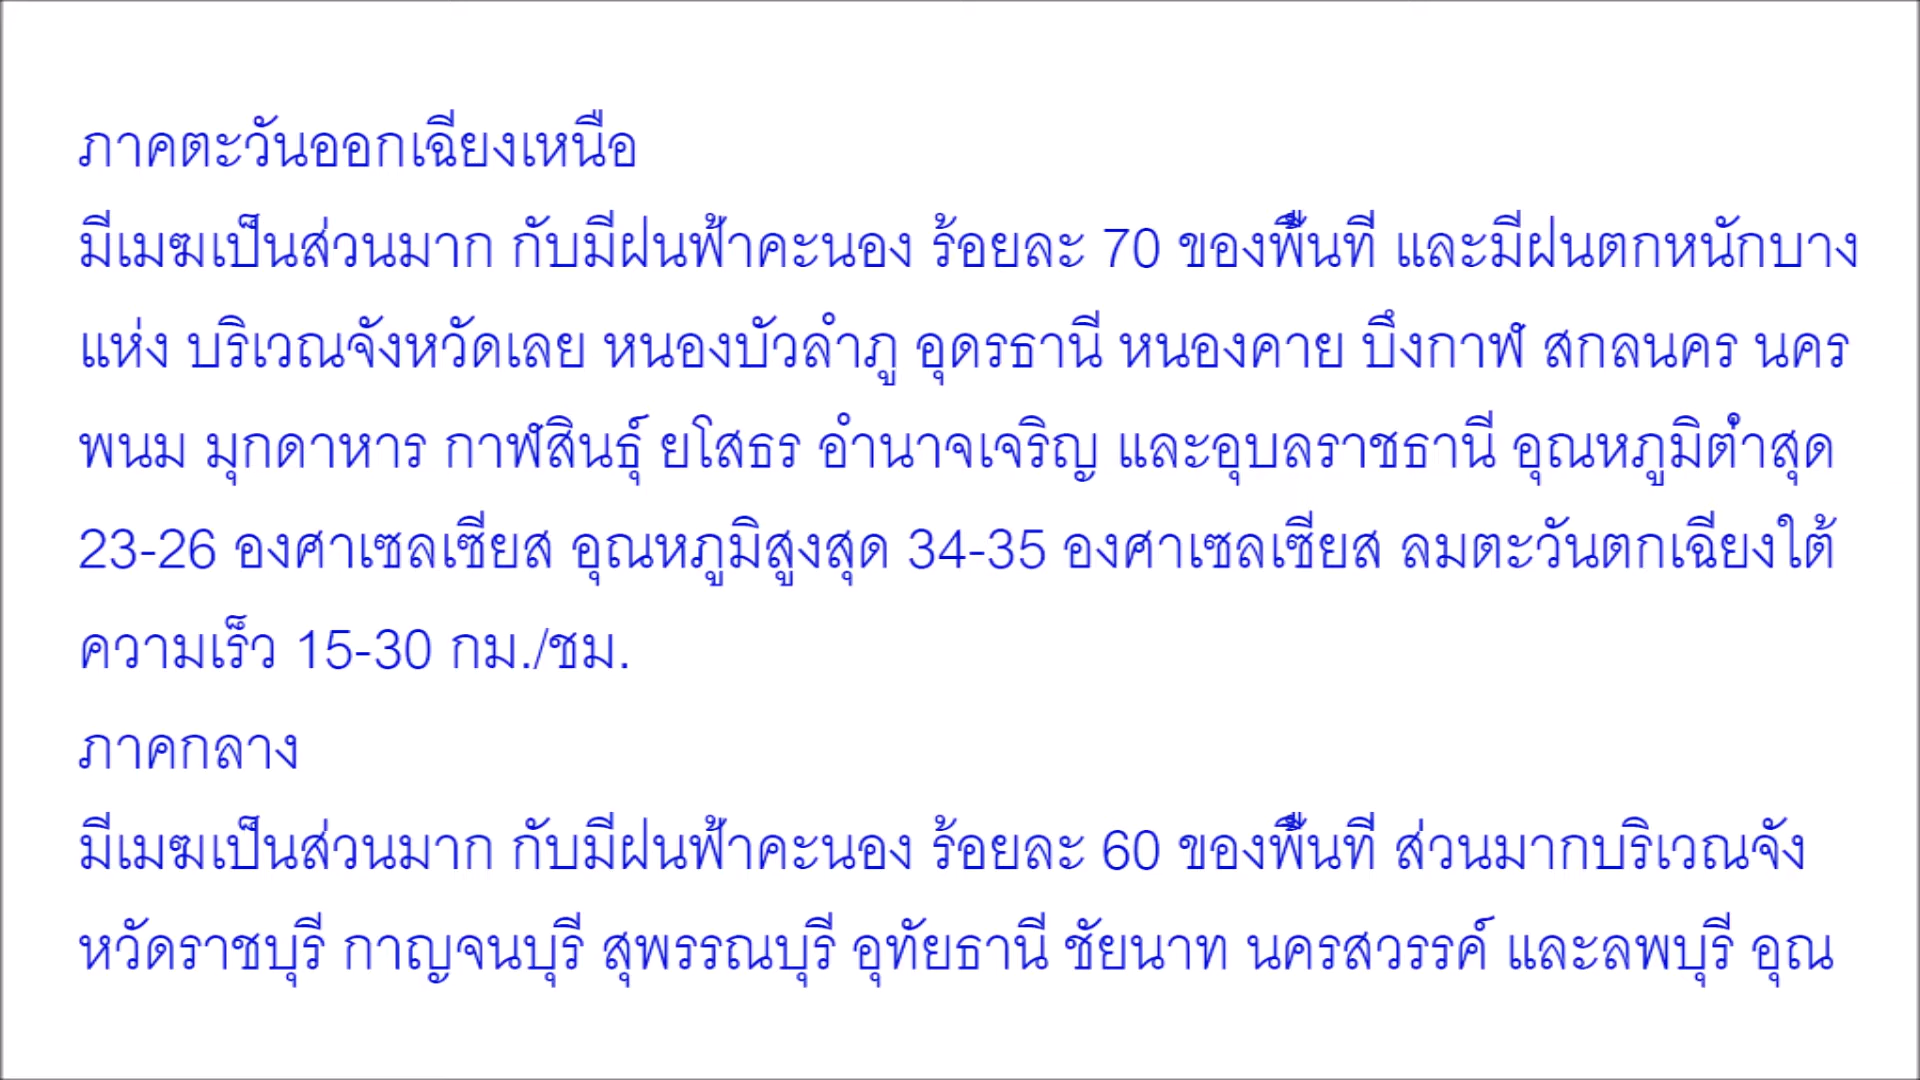 ภาคตะวันออกเฉียงเหนือ
มีเมฆเป็นส่วนมาก กับมีฝนฟ้าคะนอง ร้อยละ 70 ของพื้นที่ และมีฝนตกหนักบาง
แห่ง บริเวณจังหวัดเลย หนองบัวลำภู อุดรธานี หนองคาย บึงกาฬ สกลนคร นคร
พนม มุกดาหาร กาฬสินธุ์ ยโสธร อำนาจเจริญ และอุบลราชธานี อุณหภูมิต่ำสุด
23-26 องศาเซลเซียส อุณหภูมิสูงสุด 34-35 องศาเซลเซียส ลมตะวันตกเฉียงใต้
ความเร็ว 15-30 กม./ชม.
ภาคกลาง
มีเมฆเป็นส่วนมาก กับมีฝนฟ้าคะนอง ร้อยละ 60 ของพื้นที่ ส่วนมากบริเวณจัง
หวัดราชบุรี กาญจนบุรี สุพรรณบุรี อุทัยธานี ชัยนาท นครสวรรค์ และลพบุรี อุณ